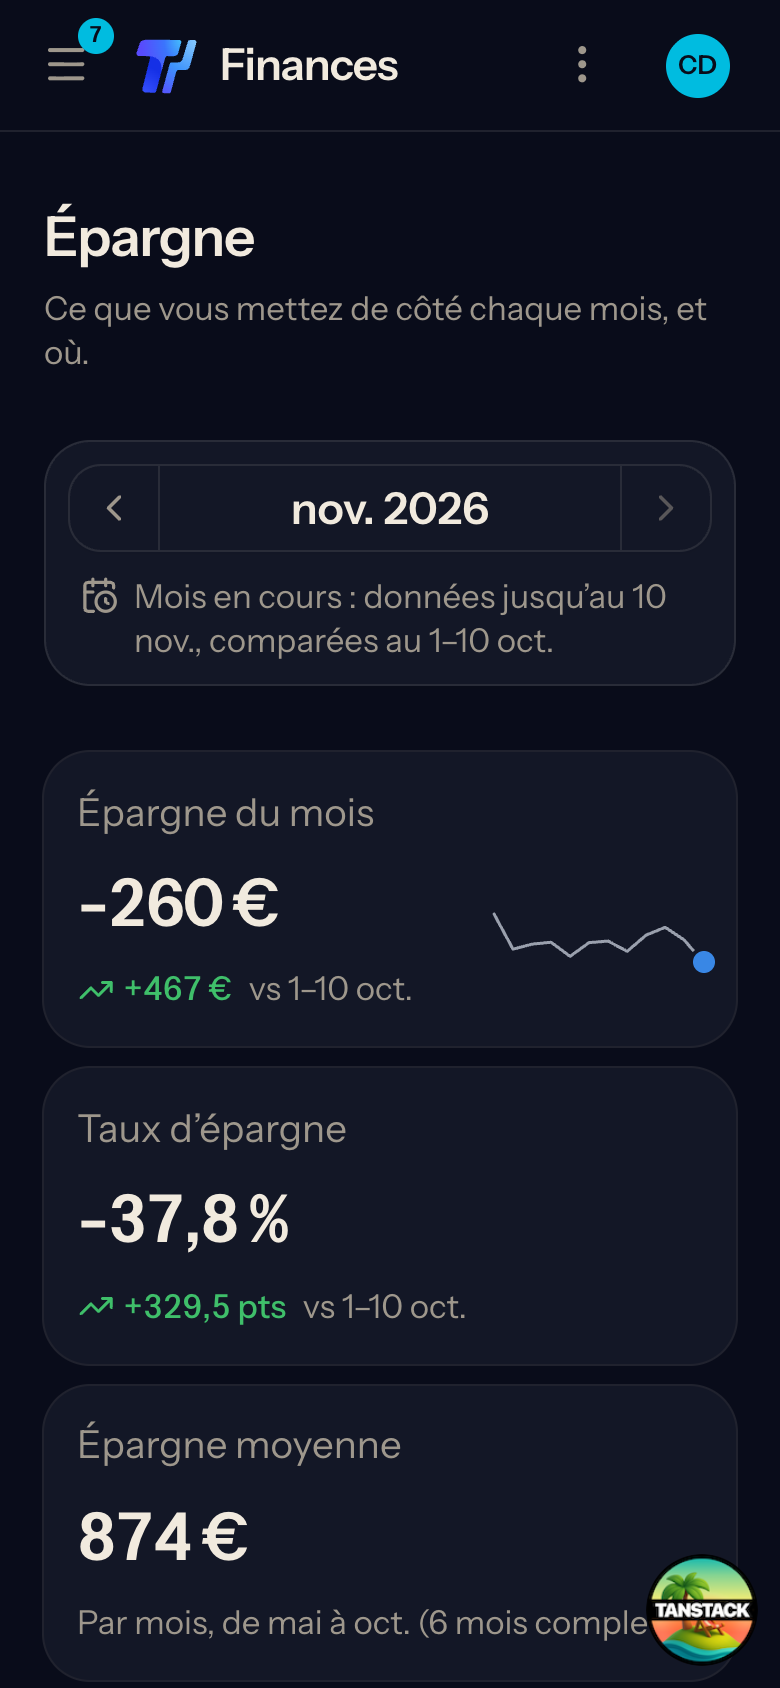 7
Finances
CD
Épargne
Ce que vous mettez de côté chaque mois, et
où.
nov. 2026
Mois en cours : données jusqu’au 10
nov., comparées au 1–10 oct.
Épargne du mois
-260 €
+467 € vs 1–10 oct.
Taux d’épargne
-37,8 %
+329,5 pts vs 1–10 oct.
Épargne moyenne
874 €
Par mois, de mai à oct. (6 mois comple
TANSTACK